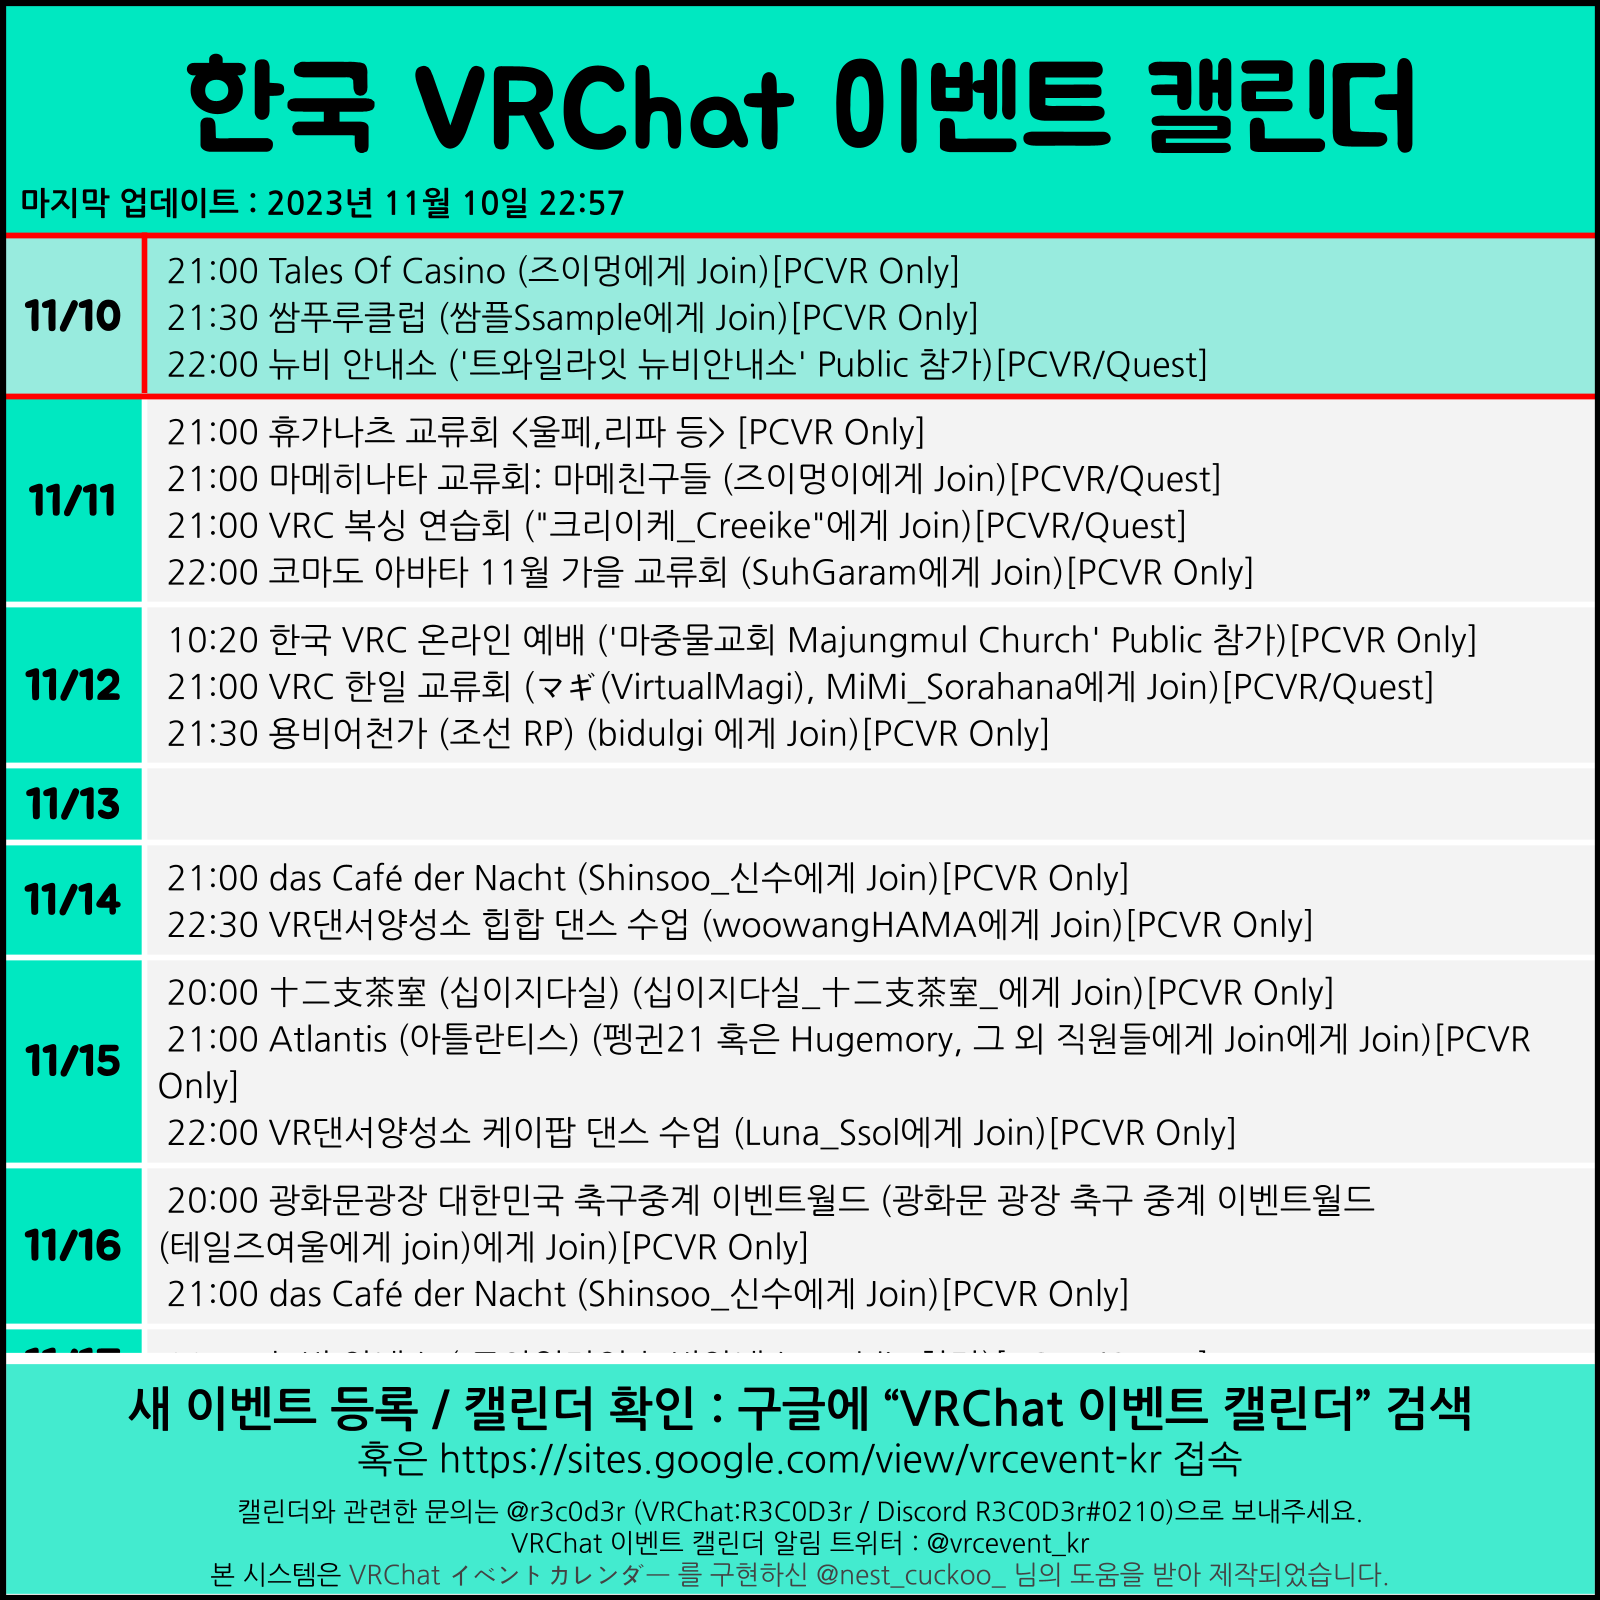 한국 VRChat 이벤트 캘린더
마지막 업데이트 : 2023년 11월 10일 22:57
11/10
21:00 Tales Of Casino (즈이멍에게 Join)[PCVR Only]
21:30 쌈푸루클럽 (쌈플Ssample에게 Join)[PCVR Only]
22:00 뉴비 안내소 ('트와일라잇 뉴비안내소' Public 참가)[PCVR/Quest]
11/11
21:00 휴가나츠 교류회 <울페,리파 등> [PCVR Only]
21:00 마메히나타 교류회: 마메친구들 (즈이멍이에게 Join)[PCVR/Quest]
21:00 VRC 복싱 연습회 ("크리이케_Creeike"에게 Join)[PCVR/Quest]
22:00 코마도 아바타 11월 가을 교류회 (SuhGaram에게 Join)[PCVR Only]
11/12
10:20 한국 VRC 온라인 예배 ('마중물교회 Majungmul Church' Public 참가)[PCVR Only]
21:00 VRC 한일 교류회 (マギ(VirtualMagi), MiMi_Sorahana에게 Join)[PCVR/Quest]
21:30 용비어천가 (조선 RP) (bidulgi 에게 Join)[PCVR Only]
11/13
11/14
21:00 das Café der Nacht (Shinsoo_신수에게 Join)[PCVR Only]
22:30 VR댄서양성소 힙합 댄스 수업 (woowangHAMA에게 Join)[PCVR Only]
11/15
20:00 十二支茶室 (십이지다실) (십이지다실_十二支茶室_에게 Join)[PCVR Only]
21:00 Atlantis (아틀란티스) (펭귄21 혹은 Hugemory, 그 외 직원들에게 Join에게 Join)[PCVR
Only]
22:00 VR댄서양성소 케이팝 댄스 수업 (Luna_Ssol에게 Join)[PCVR Only]
11/16
20:00 광화문광장 대한민국 축구중계 이벤트월드 (광화문 광장 축구 중계 이벤트월드
(테일즈여울에게 join)에게 Join)[PCVR Only]
21:00 das Café der Nacht (Shinsoo_신수에게 Join)[PCVR Only]
새 이벤트 등록 / 캘린더 확인 : 구글에 “VRChat 이벤트 캘린더” 검색
혹은 https://sites.google.com/view/vrcevent-kr 접속
캘린더와 관련한 문의는 @r3c0d3r (VRChat:R3C0D3r / Discord R3C0D3r#0210)으로 보내주세요.
VRChat 이벤트 캘린더 알림 트위터 : @vrcevent_kr
본 시스템은 VRChat イベントカレンダー 를 구현하신 @nest_cuckoo_ 님의 도움을 받아 제작되었습니다.